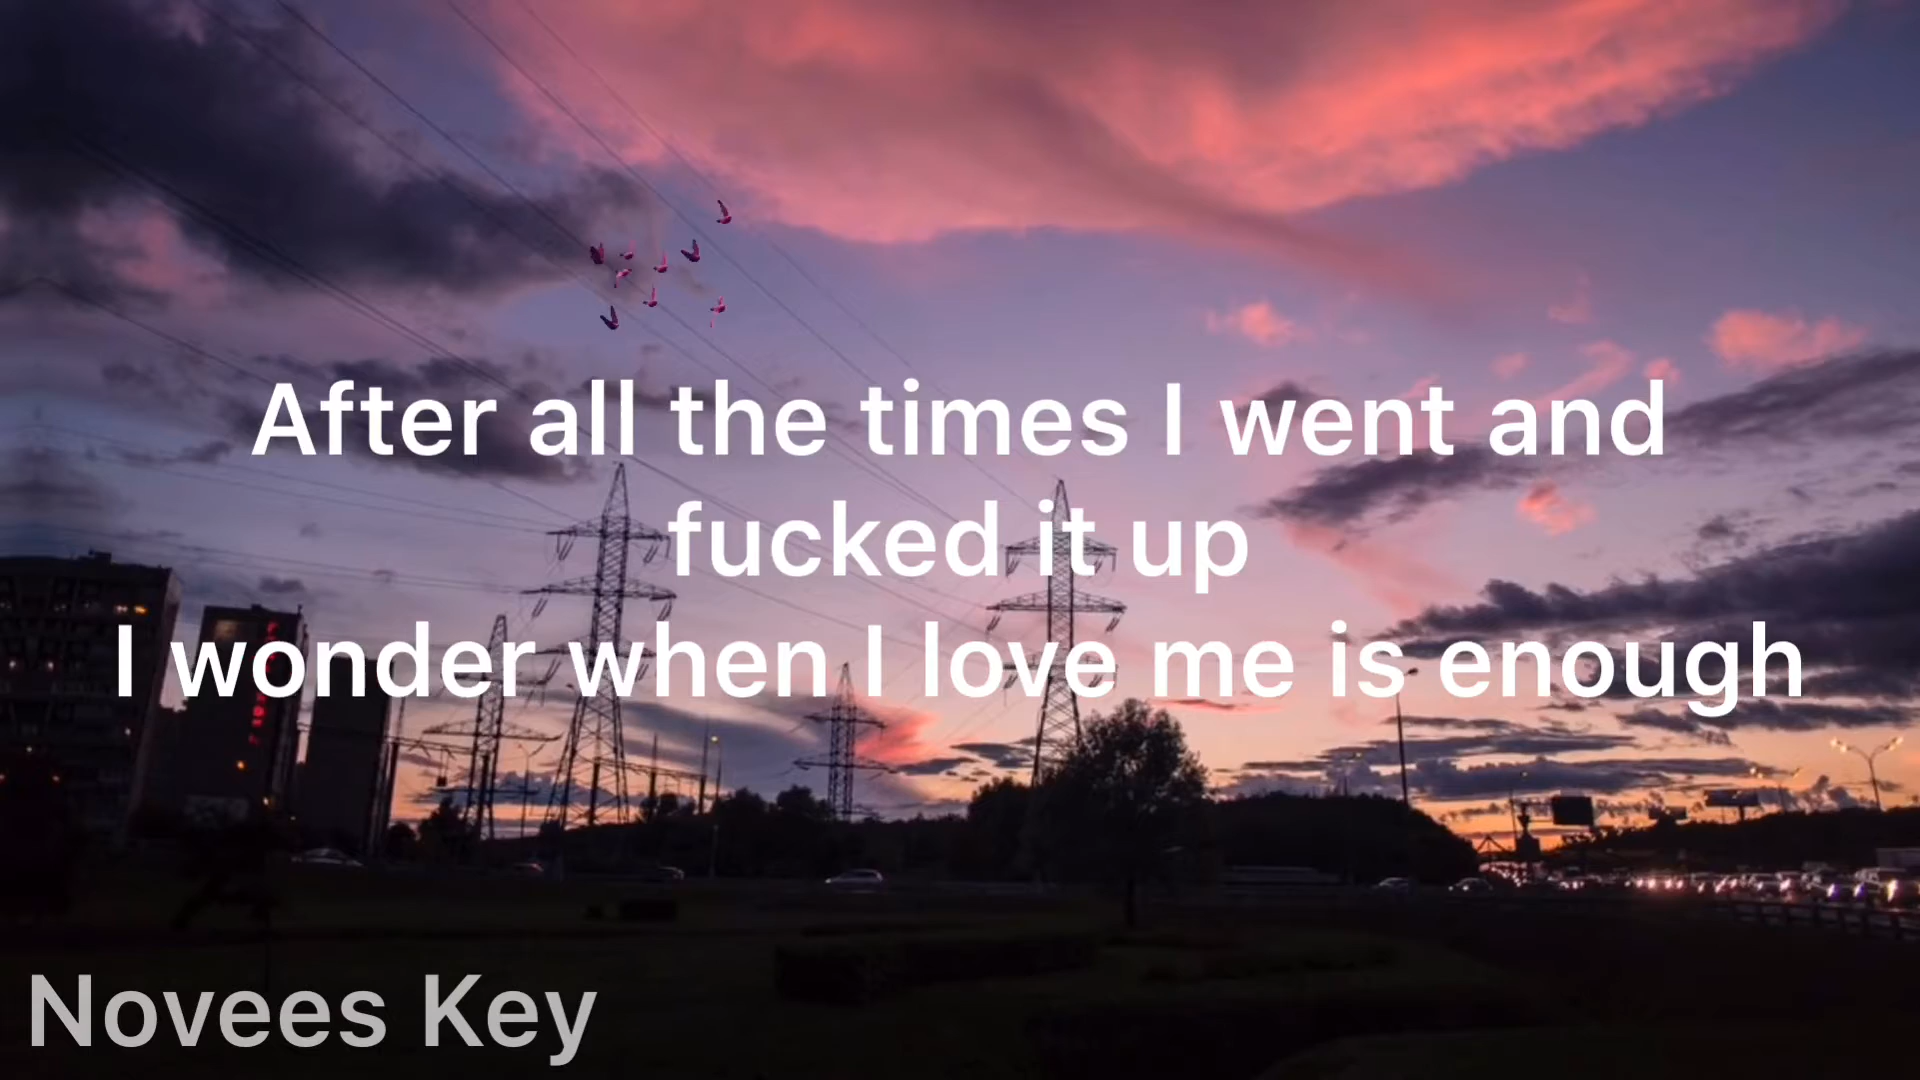 After all the times I went and
fucked it up
I wonder when I love me is enough
Novees Key